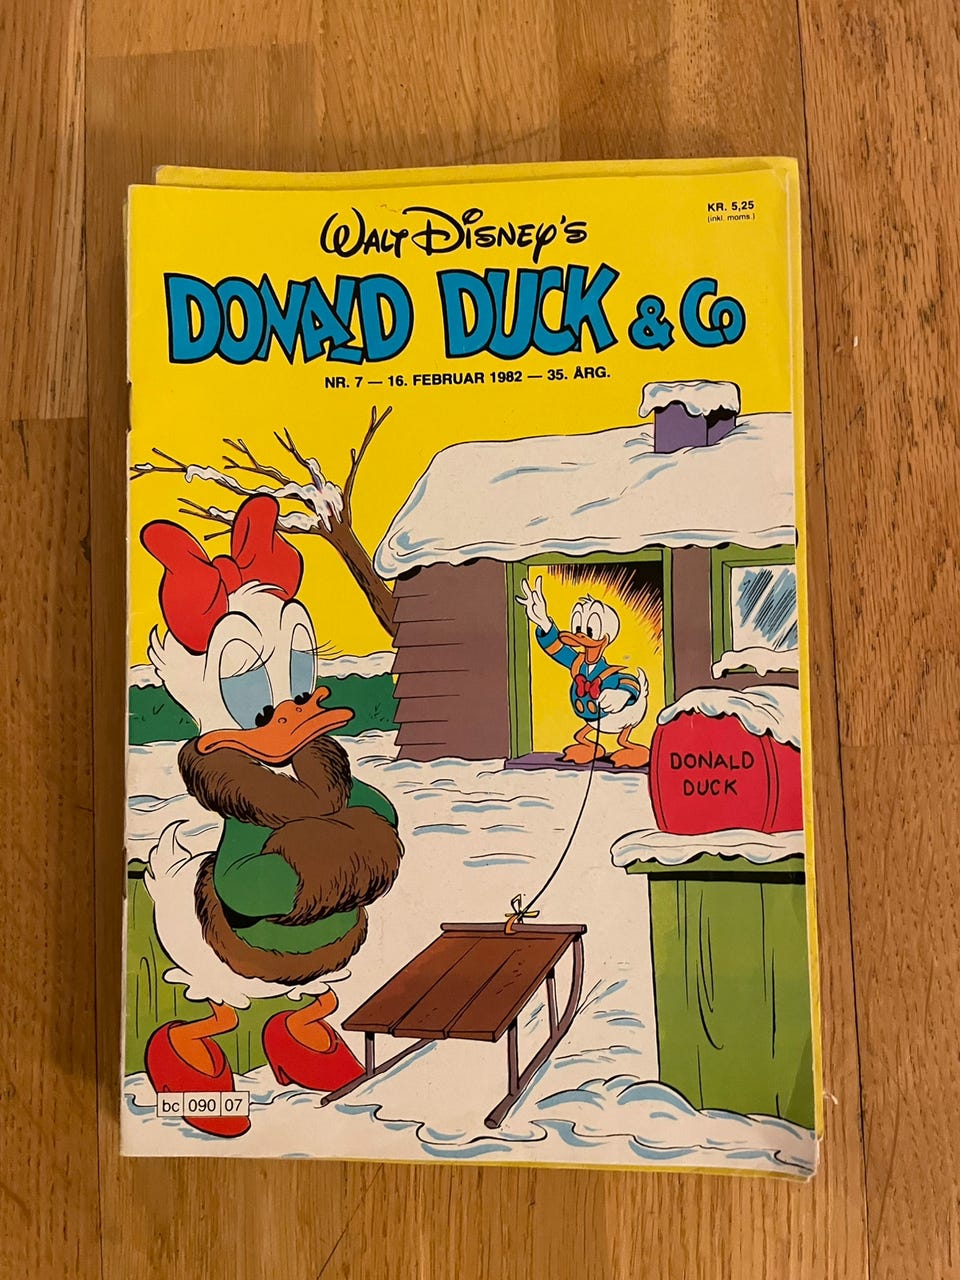 KR. 5,25
(inkl. moms.)
WALT DISNEY'S
DONALD DUCK & CO
NR. 7 — 16. FEBRUAR 1982 — 35. ÅRG.
DONALD
DUCK
bc 090 07